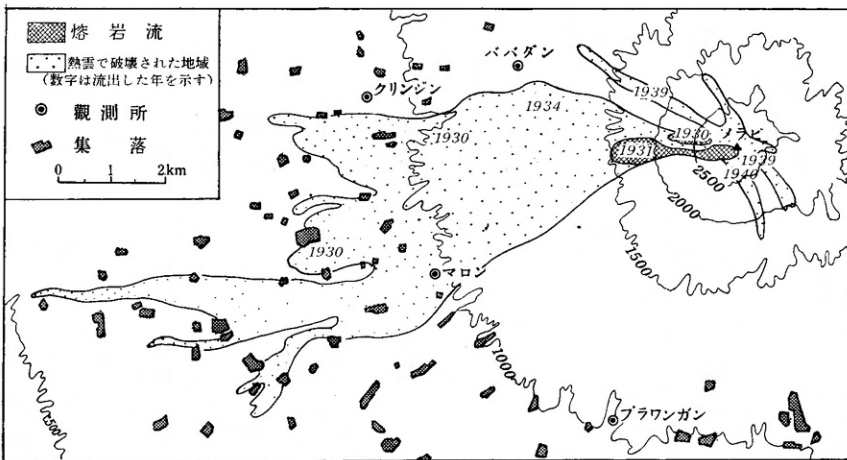 熔岩流
熱雲で破壊された地域
(数字は流出した年を示す)
觀測所
集落
0 1 2km
ババダン
クリンジン
1939
1934
1930
1930
メラピ
1931
1939
1940
2500
2000
1500
1930
マロン
1000
500
プラワンガン